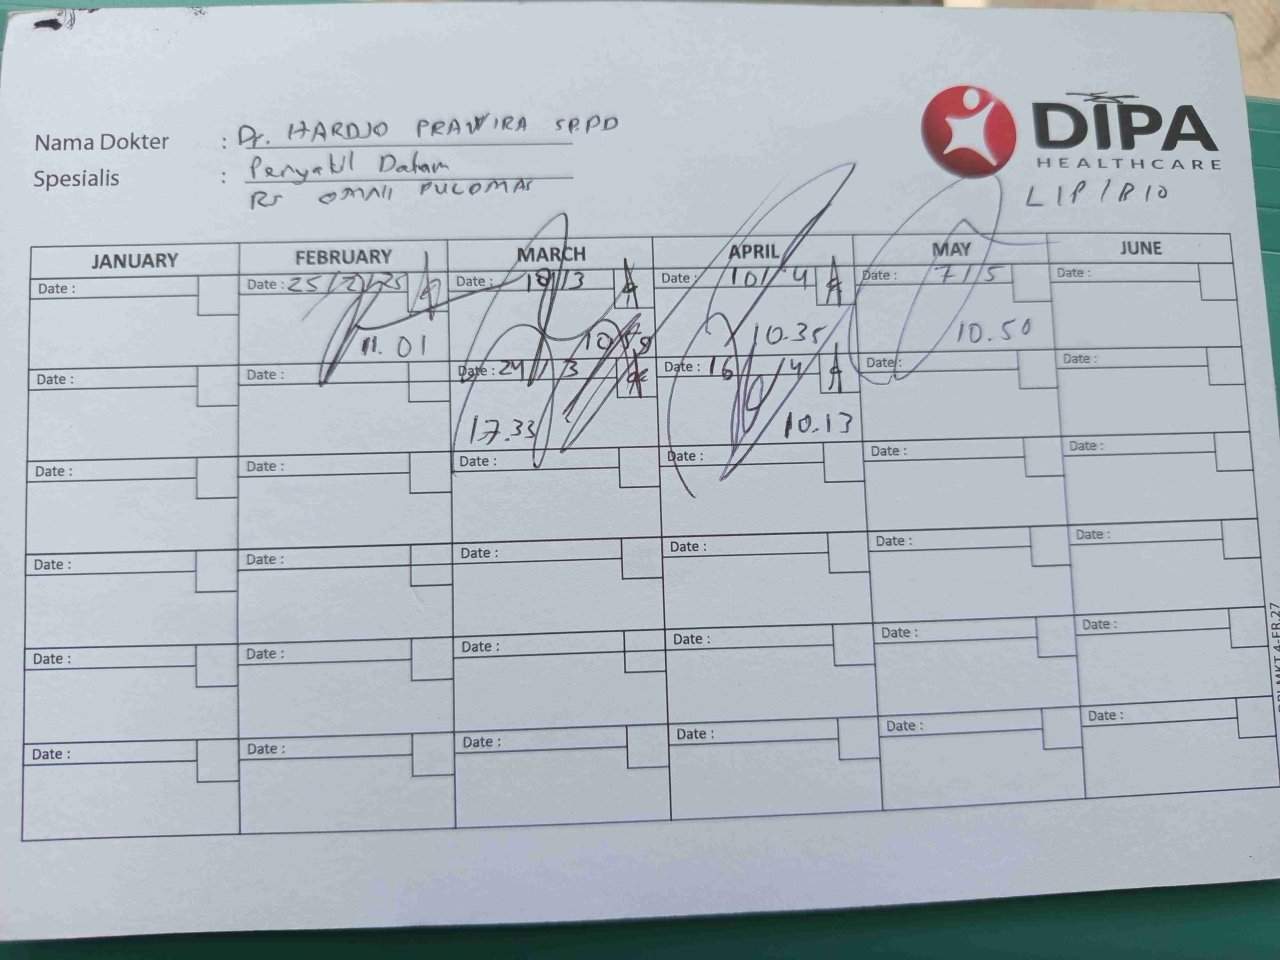 DIPA
HEALTHCARE
Nama Dokter : Dr. HARDJO PRAWIRA SP.PD
Spesialis : Penyakit Dalam
RS OMNI PULOMAS
LIP / B10
JANUARY FEBRUARY MARCH APRIL MAY JUNE
Date : Date : 25/2/25 Date : 18/3 Date : 10/4 Date : 7/5 Date :
11.01 10.35 10.50
Date : Date : Date : 24/3 Date : 16/4 Date : Date :
17.33 10.13
Date : Date : Date : Date : Date : Date :
Date : Date : Date : Date : Date : Date :
Date : Date : Date : Date : Date : Date :
Date : Date : Date : Date : Date : Date :